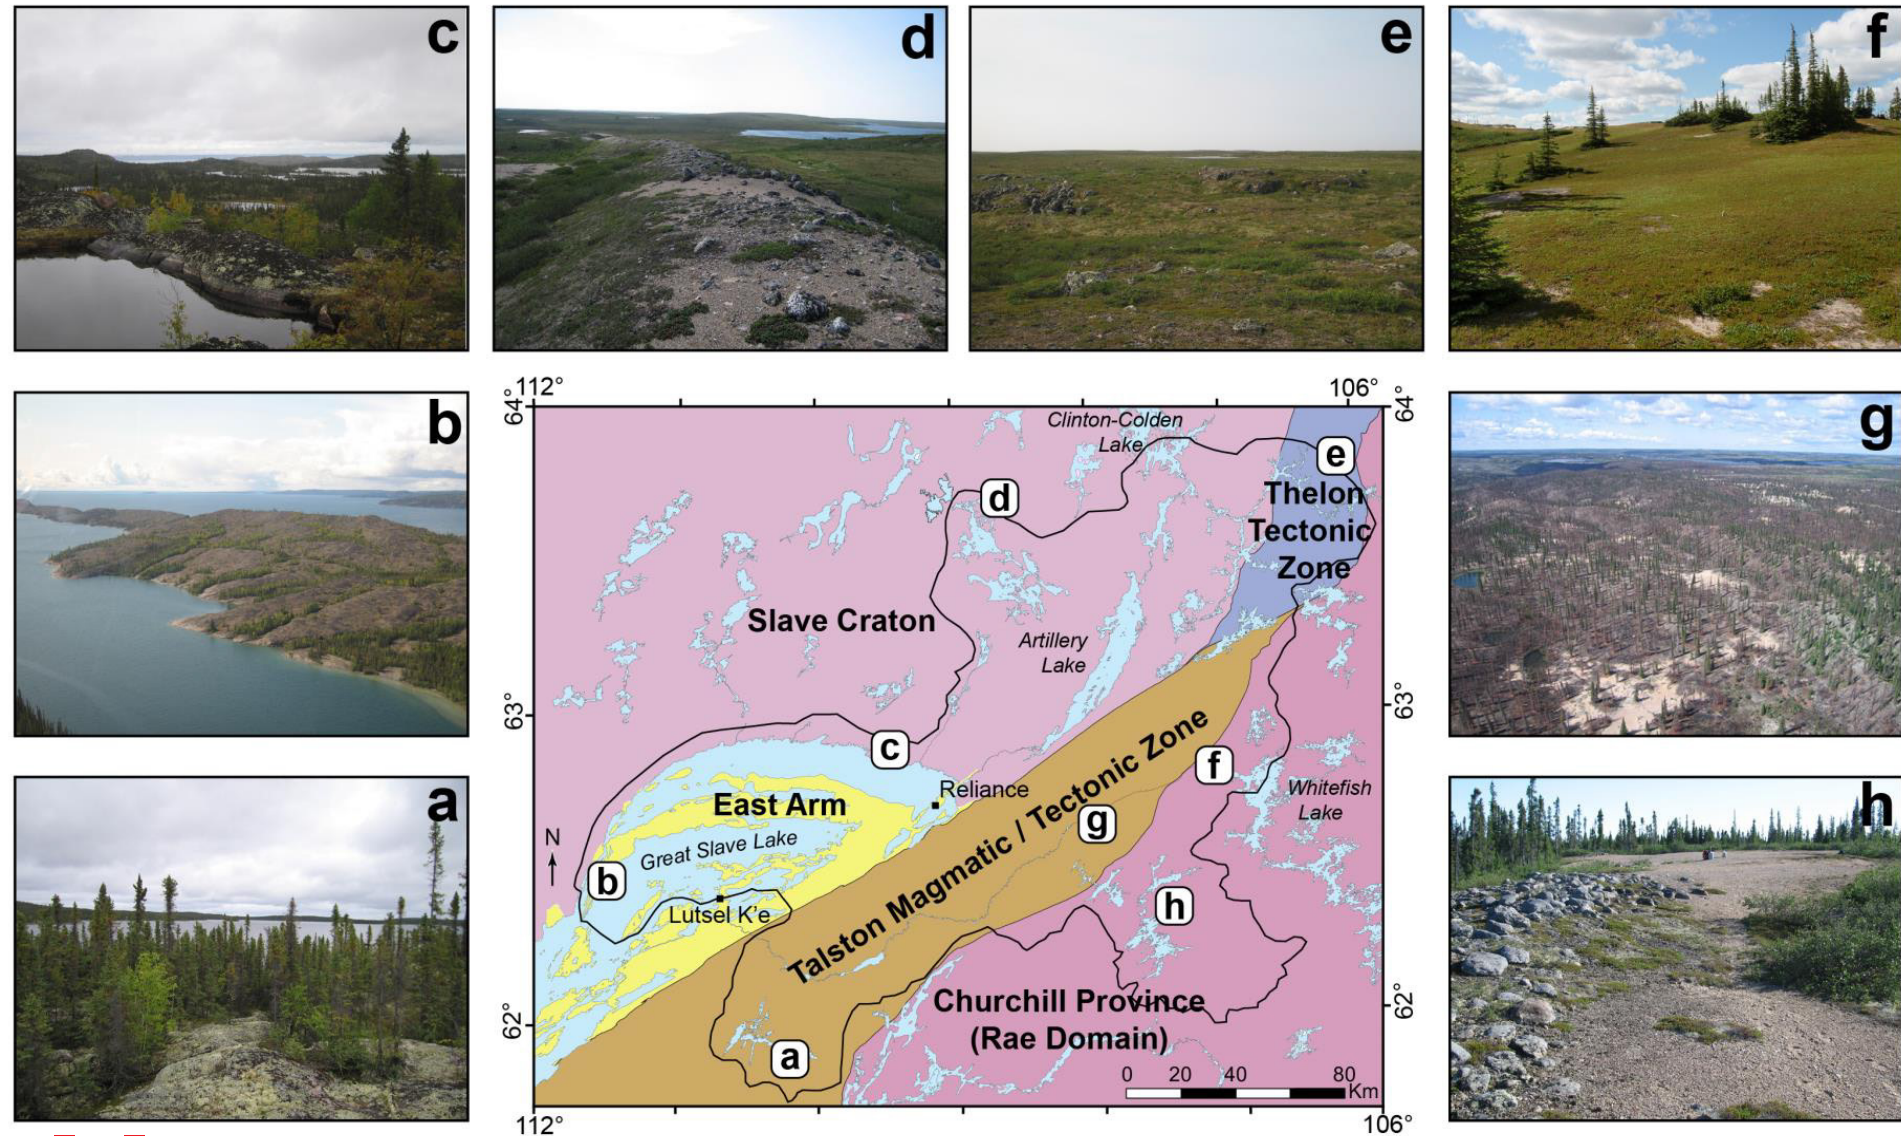 c
d
e
f
b
g
a
h
112°
106°
64°
64°
Clinton-Colden
Lake
e
d
Thelon
Tectonic
Zone
Slave Craton
Artillery
Lake
63°
63°
c
f
Reliance
East Arm
Whitefish
Lake
g
N
Great Slave Lake
b
h
Lutsel K'e
Talston Magmatic / Tectonic Zone
Churchill Province
(Rae Domain)
62°
62°
a
0 20 40 80
Km
112°
106°